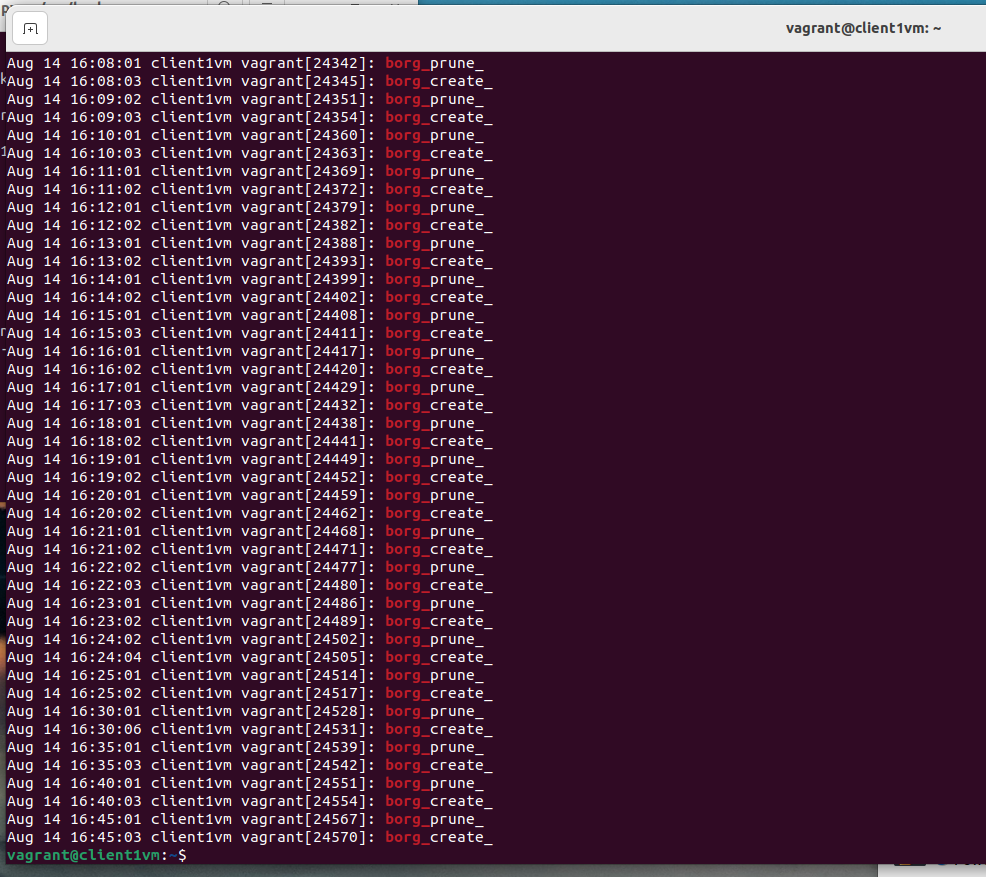 vagrant@client1vm: ~
Aug 14 16:08:01 client1vm vagrant[24342]: borg_prune_
Aug 14 16:08:03 client1vm vagrant[24345]: borg_create_
Aug 14 16:09:02 client1vm vagrant[24351]: borg_prune_
Aug 14 16:09:03 client1vm vagrant[24354]: borg_create_
Aug 14 16:10:01 client1vm vagrant[24360]: borg_prune_
Aug 14 16:10:03 client1vm vagrant[24363]: borg_create_
Aug 14 16:11:01 client1vm vagrant[24369]: borg_prune_
Aug 14 16:11:02 client1vm vagrant[24372]: borg_create_
Aug 14 16:12:01 client1vm vagrant[24379]: borg_prune_
Aug 14 16:12:02 client1vm vagrant[24382]: borg_create_
Aug 14 16:13:01 client1vm vagrant[24388]: borg_prune_
Aug 14 16:13:02 client1vm vagrant[24393]: borg_create_
Aug 14 16:14:01 client1vm vagrant[24399]: borg_prune_
Aug 14 16:14:02 client1vm vagrant[24402]: borg_create_
Aug 14 16:15:01 client1vm vagrant[24408]: borg_prune_
Aug 14 16:15:03 client1vm vagrant[24411]: borg_create_
Aug 14 16:16:01 client1vm vagrant[24417]: borg_prune_
Aug 14 16:16:02 client1vm vagrant[24420]: borg_create_
Aug 14 16:17:01 client1vm vagrant[24429]: borg_prune_
Aug 14 16:17:03 client1vm vagrant[24432]: borg_create_
Aug 14 16:18:01 client1vm vagrant[24438]: borg_prune_
Aug 14 16:18:02 client1vm vagrant[24441]: borg_create_
Aug 14 16:19:01 client1vm vagrant[24449]: borg_prune_
Aug 14 16:19:02 client1vm vagrant[24452]: borg_create_
Aug 14 16:20:01 client1vm vagrant[24459]: borg_prune_
Aug 14 16:20:02 client1vm vagrant[24462]: borg_create_
Aug 14 16:21:01 client1vm vagrant[24468]: borg_prune_
Aug 14 16:21:02 client1vm vagrant[24471]: borg_create_
Aug 14 16:22:02 client1vm vagrant[24477]: borg_prune_
Aug 14 16:22:03 client1vm vagrant[24480]: borg_create_
Aug 14 16:23:01 client1vm vagrant[24486]: borg_prune_
Aug 14 16:23:02 client1vm vagrant[24489]: borg_create_
Aug 14 16:24:02 client1vm vagrant[24502]: borg_prune_
Aug 14 16:24:04 client1vm vagrant[24505]: borg_create_
Aug 14 16:25:01 client1vm vagrant[24514]: borg_prune_
Aug 14 16:25:02 client1vm vagrant[24517]: borg_create_
Aug 14 16:30:01 client1vm vagrant[24528]: borg_prune_
Aug 14 16:30:06 client1vm vagrant[24531]: borg_create_
Aug 14 16:35:01 client1vm vagrant[24539]: borg_prune_
Aug 14 16:35:03 client1vm vagrant[24542]: borg_create_
Aug 14 16:40:01 client1vm vagrant[24551]: borg_prune_
Aug 14 16:40:03 client1vm vagrant[24554]: borg_create_
Aug 14 16:45:01 client1vm vagrant[24567]: borg_prune_
Aug 14 16:45:03 client1vm vagrant[24570]: borg_create_
vagrant@client1vm:~$